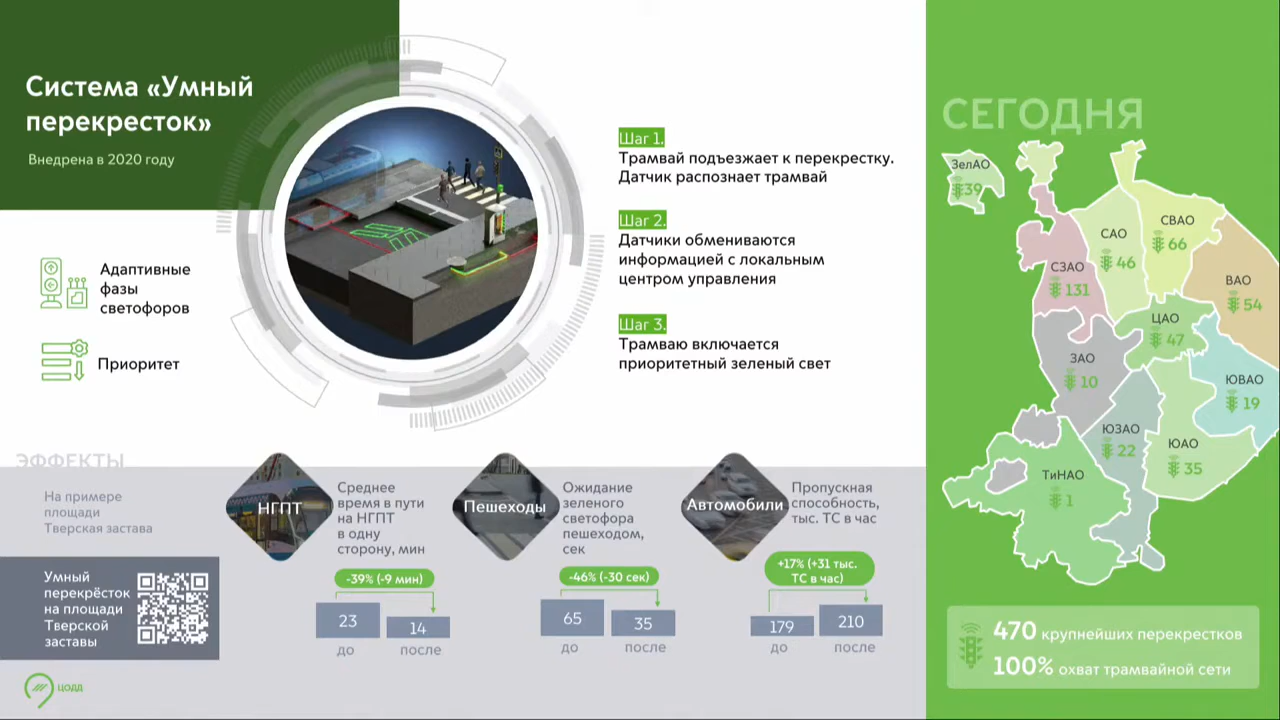 Система «Умный
перекресток»
Внедрена в 2020 году
Адаптивные
фазы
светофоров
Приоритет
Шаг 1.
Трамвай подъезжает к перекрестку.
Датчик распознает трамвай
Шаг 2.
Датчики обмениваются
информацией с локальным
центром управления
Шаг 3.
Трамваю включается
приоритетный зеленый свет
ЭФФЕКТЫ
На примере
площади
Тверская застава
Умный
перекрёсток
на площади
Тверской
заставы
ЦОДД
НГПТ
Среднее
время в пути
на НГПТ
в одну
сторону, мин
-39% (-9 мин)
23
14
до
после
Пешеходы
Ожидание
зеленого
светофора
пешеходом,
сек
-46% (-30 сек)
65
35
до
после
Автомобили
Пропускная
способность,
тыс. ТС в час
+17% (+31 тыс.
ТС в час)
179
210
до
после
СЕГОДНЯ
ЗелАО
39
СЗАО
131
САО
46
СВАО
66
ВАО
54
ЦАО
47
ЗАО
10
ЮВАО
19
ЮЗАО
22
ЮАО
35
ТиНАО
1
470 крупнейших перекрестков
100% охват трамвайной сети